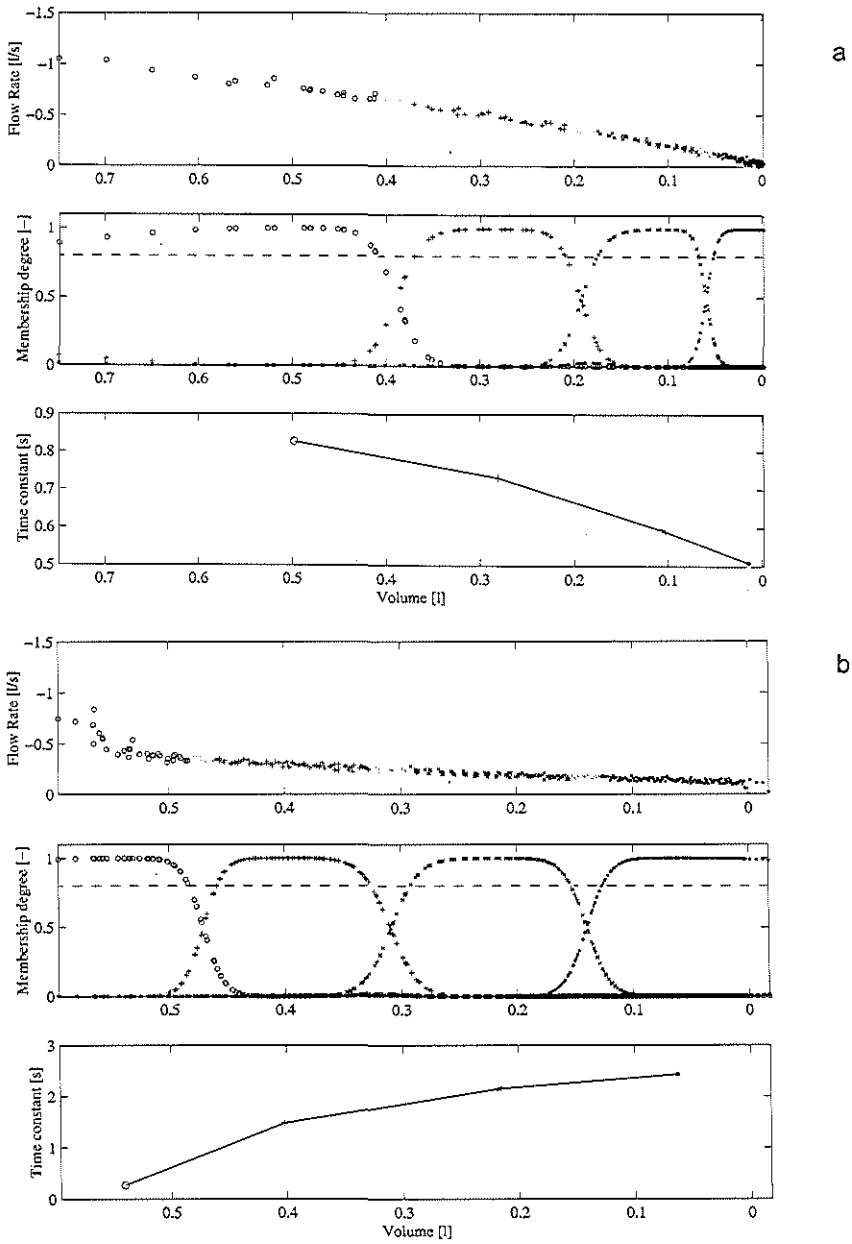 a
Flow Rate [l/s]
−1.5
−1
−0.5
0
0.7 0.6 0.5 0.4 0.3 0.2 0.1 0
Membership degree [−]
1
0.5
0
0.7 0.6 0.5 0.4 0.3 0.2 0.1 0
Time constant [s]
0.9
0.8
0.7
0.6
0.5
0.7 0.6 0.5 0.4 0.3 0.2 0.1 0
Volume [l]
b
Flow Rate [l/s]
−1.5
−1
−0.5
0
0.5 0.4 0.3 0.2 0.1 0
Membership degree [−]
1
0.5
0
0.5 0.4 0.3 0.2 0.1 0
Time constant [s]
3
2
1
0
0.5 0.4 0.3 0.2 0.1 0
Volume [l]